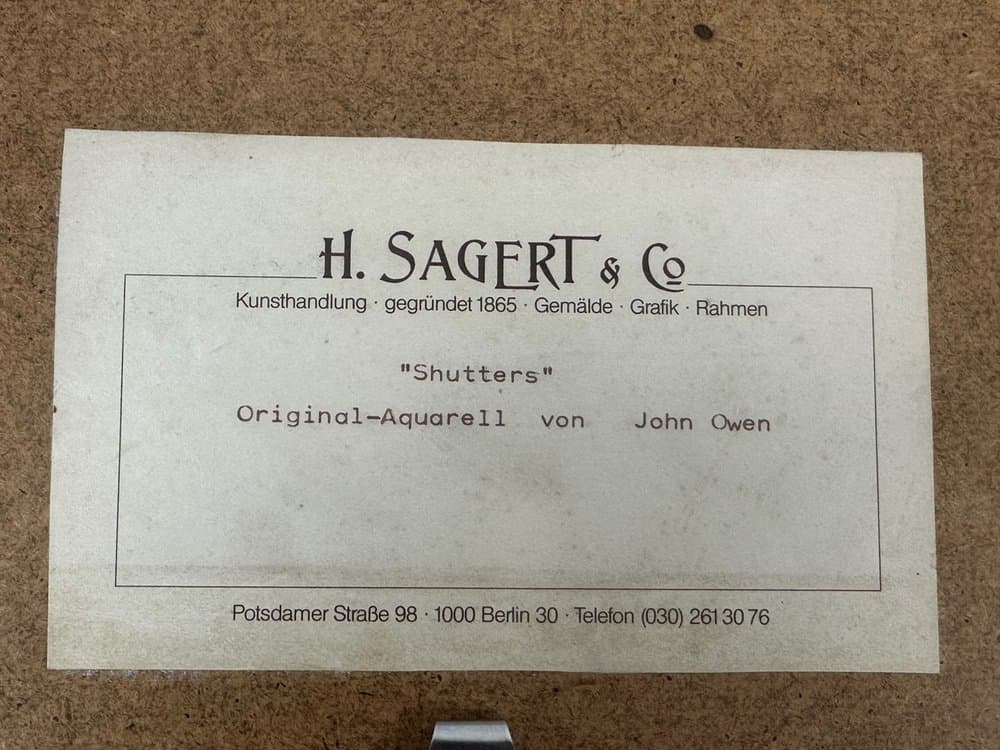 H. SAGERT & Co
Kunsthandlung · gegründet 1865 · Gemälde · Grafik · Rahmen
"Shutters"
Original-Aquarell von John Owen
Potsdamer Straße 98 · 1000 Berlin 30 · Telefon (030) 261 30 76